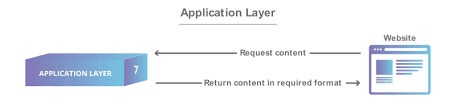 Application Layer
Website
Request content
APPLICATION LAYER 7
Return content in required format